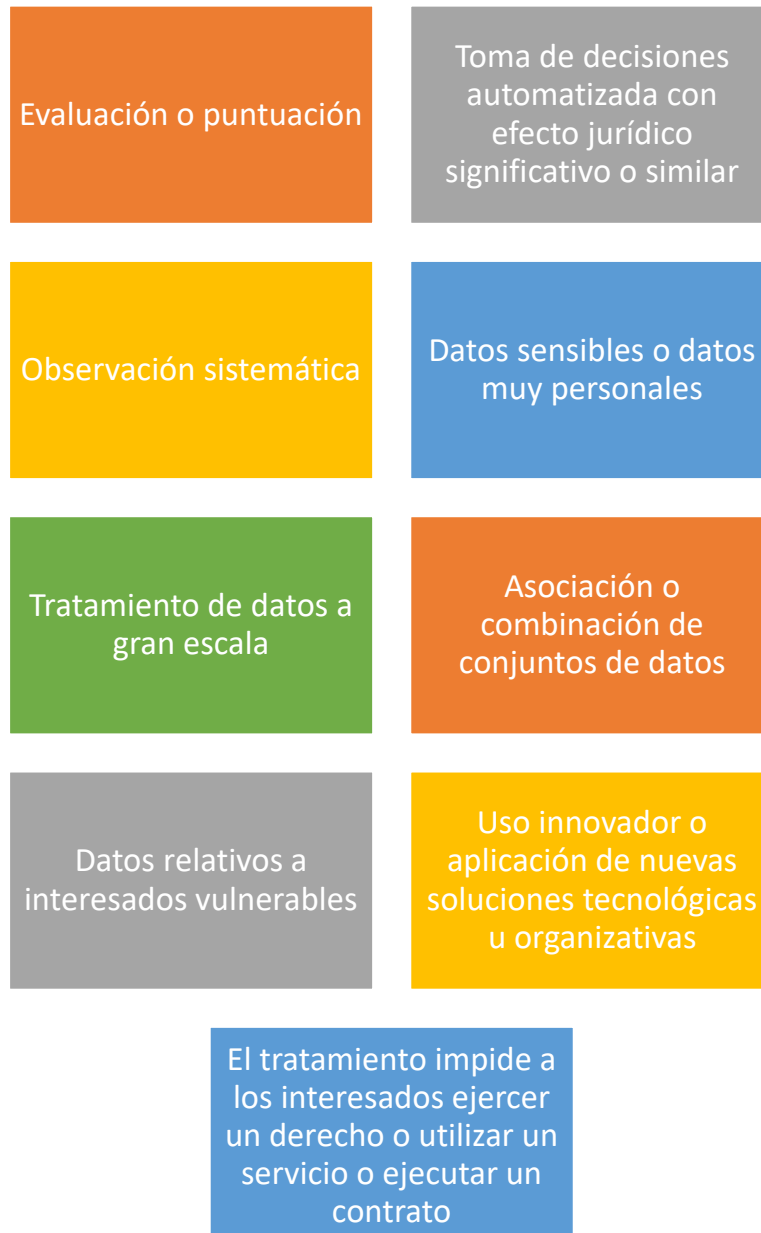 Evaluación o puntuación
Toma de decisiones
automatizada con
efecto jurídico
significativo o similar
Observación sistemática
Datos sensibles o datos
muy personales
Tratamiento de datos a
gran escala
Asociación o
combinación de
conjuntos de datos
Datos relativos a
interesados vulnerables
Uso innovador o
aplicación de nuevas
soluciones tecnológicas
u organizativas
El tratamiento impide a
los interesados ejercer
un derecho o utilizar un
servicio o ejecutar un
contrato